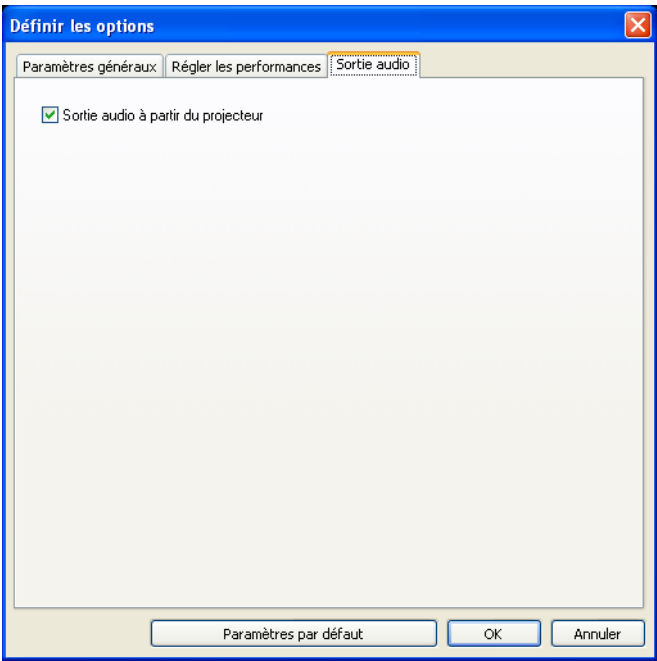 Définir les options
Paramètres généraux Régler les performances Sortie audio
Sortie audio à partir du projecteur
Paramètres par défaut OK Annuler